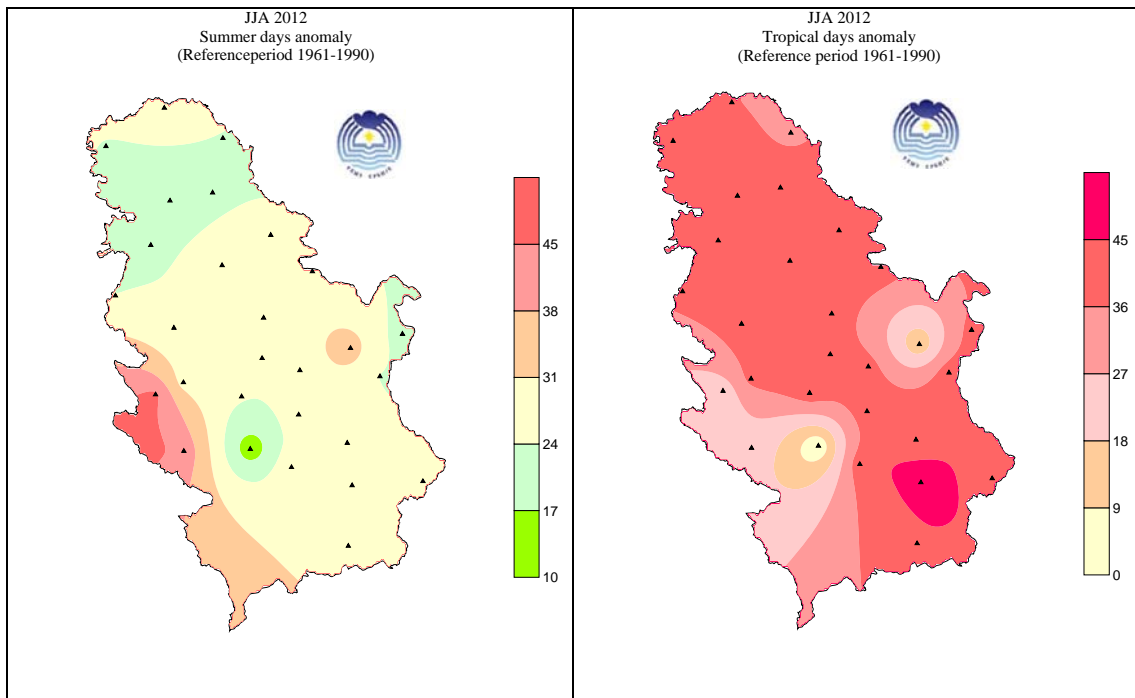 JJA 2012
Summer days anomaly
(Referenceperiod 1961-1990)
45
38
31
24
17
10
JJA 2012
Tropical days anomaly
(Reference period 1961-1990)
45
36
27
18
9
0